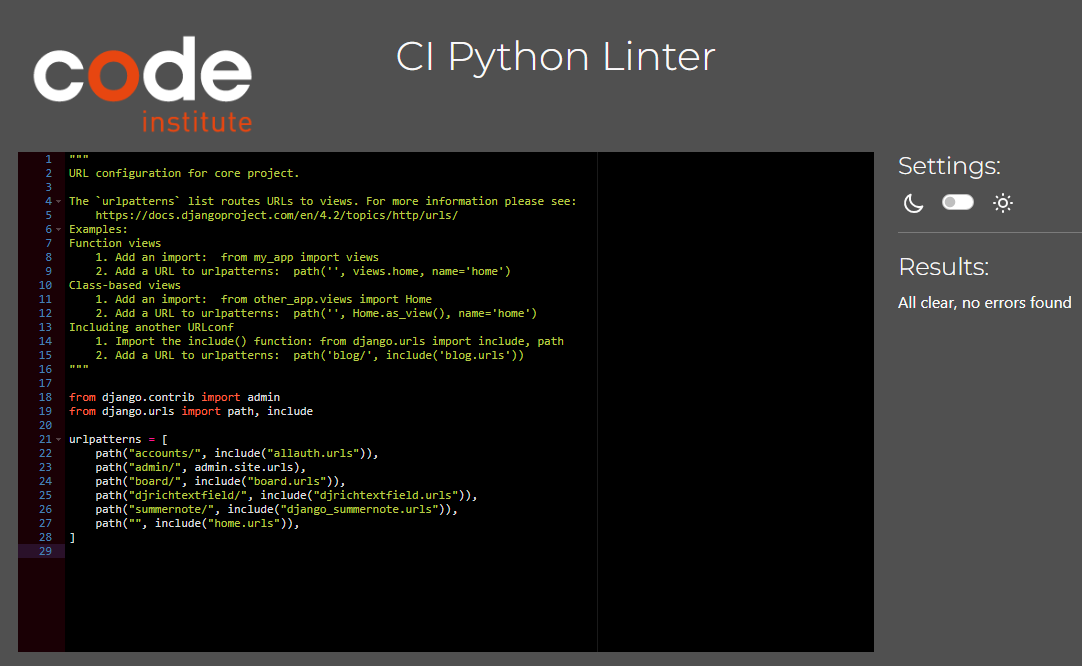 code
institute
CI Python Linter
1 """
2 URL configuration for core project.
3
4 The `urlpatterns` list routes URLs to views. For more information please see:
5     https://docs.djangoproject.com/en/4.2/topics/http/urls/
6 Examples:
7 Function views
8     1. Add an import:  from my_app import views
9     2. Add a URL to urlpatterns:  path('', views.home, name='home')
10 Class-based views
11     1. Add an import:  from other_app.views import Home
12     2. Add a URL to urlpatterns:  path('', Home.as_view(), name='home')
13 Including another URLconf
14     1. Import the include() function: from django.urls import include, path
15     2. Add a URL to urlpatterns:  path('blog/', include('blog.urls'))
16 """
17
18 from django.contrib import admin
19 from django.urls import path, include
20
21 urlpatterns = [
22     path("accounts/", include("allauth.urls")),
23     path("admin/", admin.site.urls),
24     path("board/", include("board.urls")),
25     path("djrichtextfield/", include("djrichtextfield.urls")),
26     path("summernote/", include("django_summernote.urls")),
27     path("", include("home.urls")),
28 ]
29
Settings:
Results:
All clear, no errors found